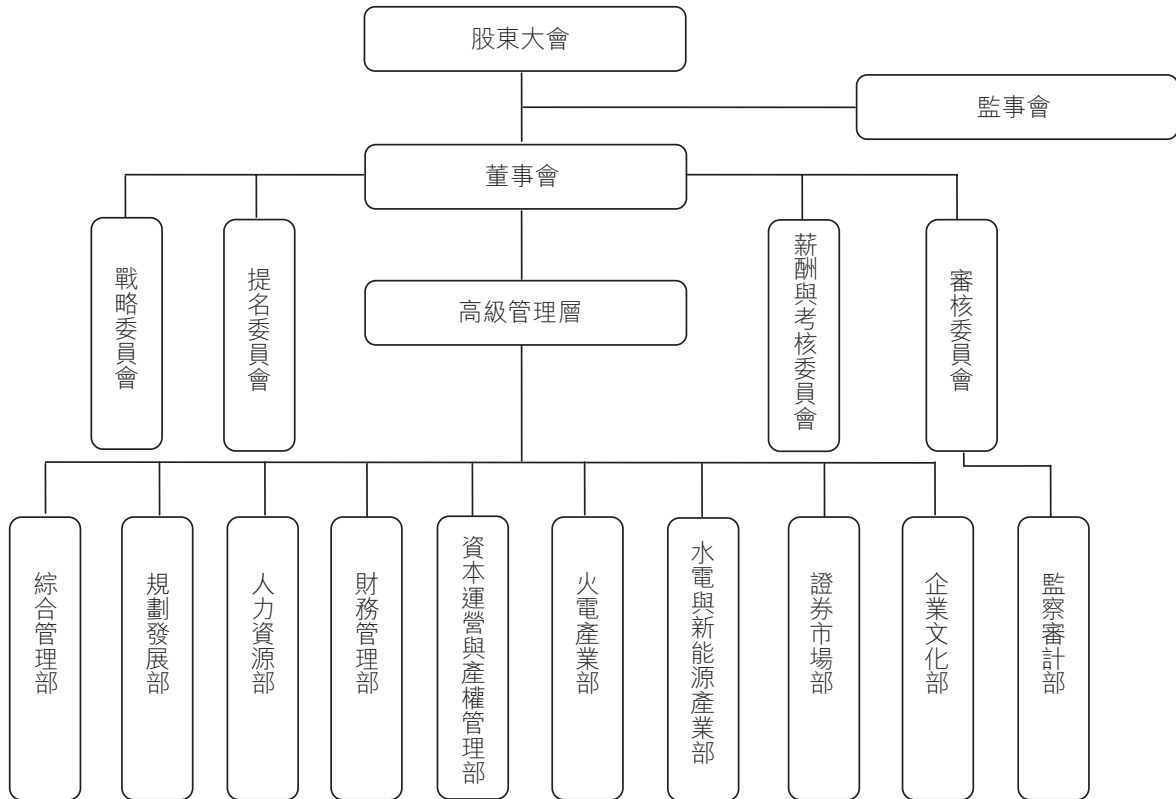 股東大會
監事會
董事會
戰略委員會
提名委員會
高級管理層
薪酬與考核委員會
審核委員會
綜合管理部
規劃發展部
人力資源部
財務管理部
資本運營與產權管理部
火電產業部
水電與新能源產業部
證券市場部
企業文化部
監察審計部